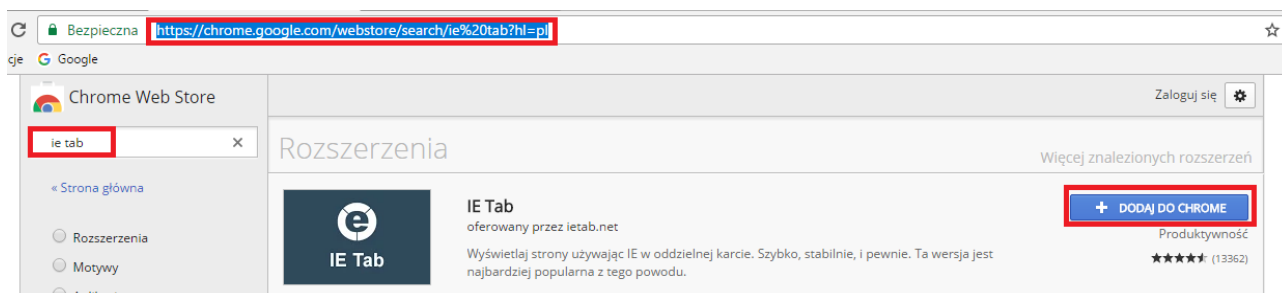 Bezpieczna https://chrome.google.com/webstore/search/ie%20tab?hl=pl
cje Google
Chrome Web Store
Zaloguj się
ie tab
Rozszerzenia
Więcej znalezionych rozszerzeń
« Strona główna
IE Tab
+ DODAJ DO CHROME
oferowany przez ietab.net
Produktywność
Rozszerzenia
IE Tab
Wyświetlaj strony używając IE w oddzielnej karcie. Szybko, stabilnie, i pewnie. Ta wersja jest
(13362)
Motywy
najbardziej popularna z tego powodu.